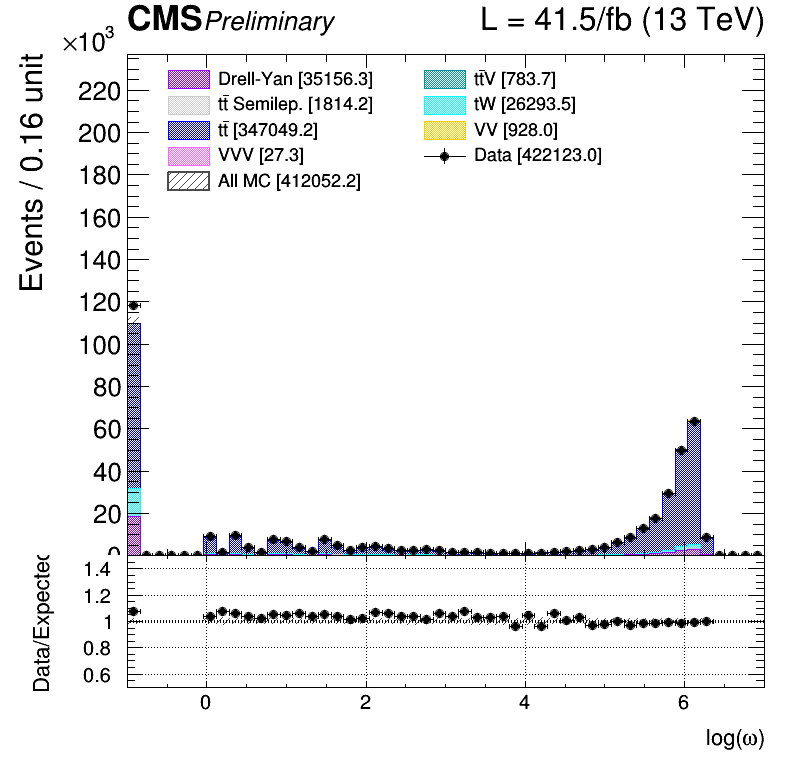 CMS Preliminary L = 41.5/fb (13 TeV)
×10³
Events / 0.16 unit
220
200
180
160
140
120
100
80
60
40
20
0
Drell-Yan [35156.3]
tt̄ Semilep. [1814.2]
tt̄ [347049.2]
VVV [27.3]
All MC [412052.2]
tt̄V [783.7]
tW [26293.5]
VV [928.0]
Data [422123.0]
Data/Expected
1.4
1.2
1
0.8
0.6
0 2 4 6
log(ω)